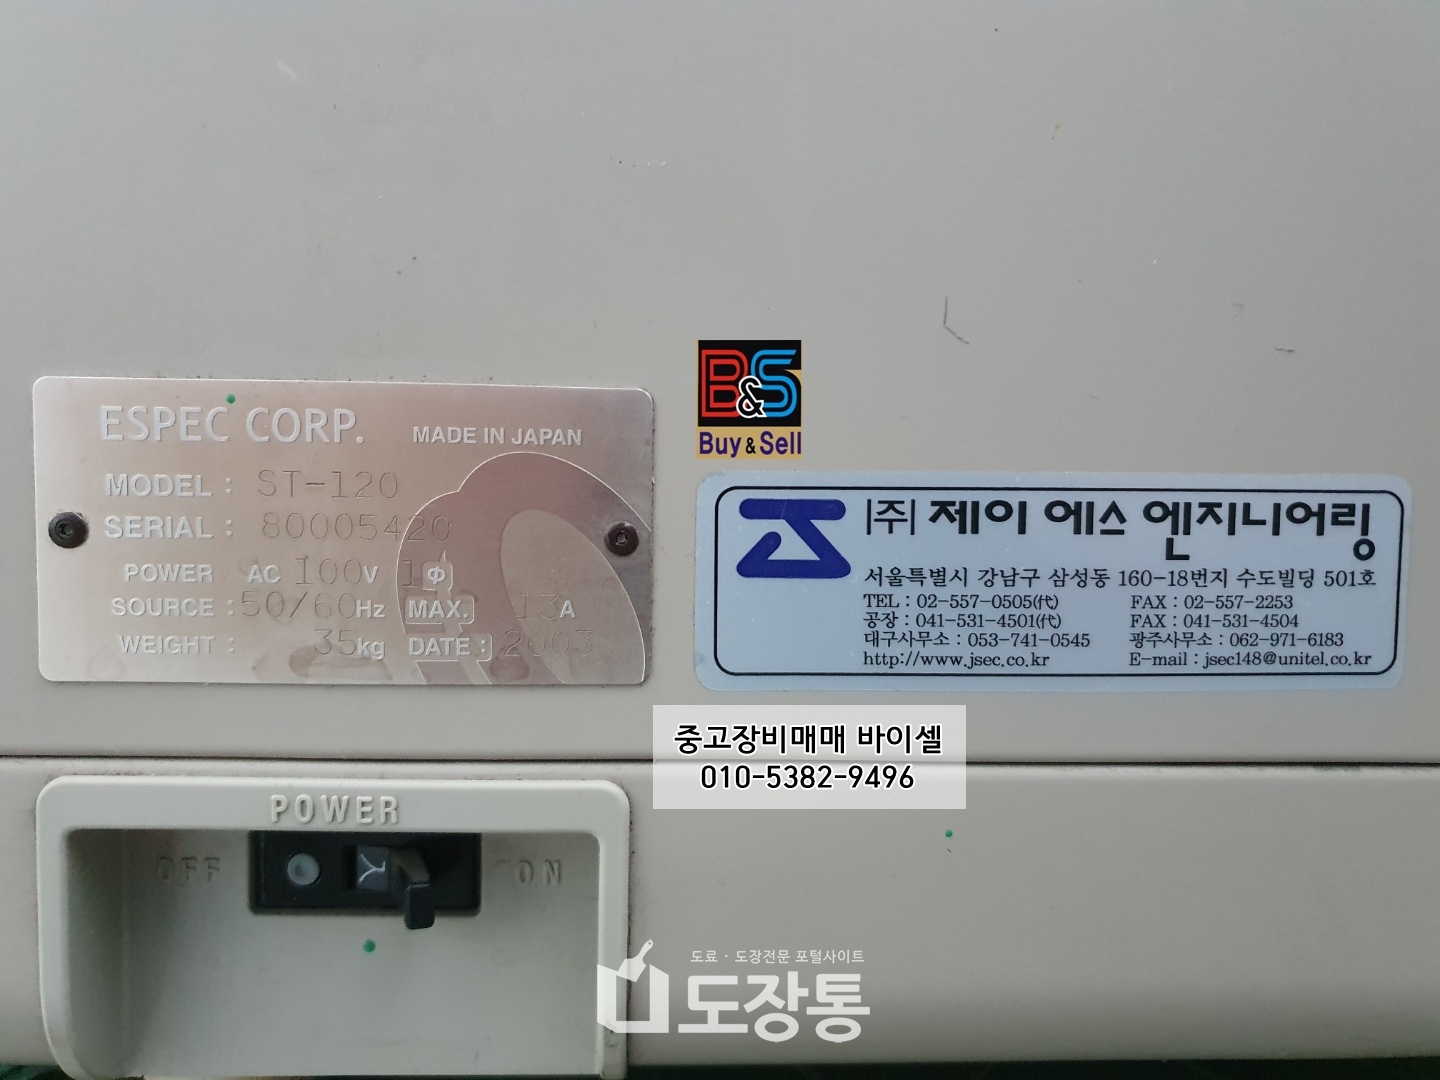 ESPEC CORP. MADE IN JAPAN
MODEL : ST-120
SERIAL : 80005420
POWER AC 100V 1Φ
SOURCE : 50/60Hz MAX. 13A
WEIGHT : 35kg DATE : 2003
B&S
Buy & Sell
(주) 제이 에스 엔지니어링
서울특별시 강남구 삼성동 160-18번지 수도빌딩 501호
TEL : 02-557-0505(代) FAX : 02-557-2253
공장 : 041-531-4501(代) FAX : 041-531-4504
대구사무소 : 053-741-0545 광주사무소 : 062-971-6183
http://www.jsec.co.kr E-mail : jsec148@unitel.co.kr
중고장비매매 바이셀
010-5382-9496
POWER
OFF ON
도료 · 도장전문 포털사이트
도장통